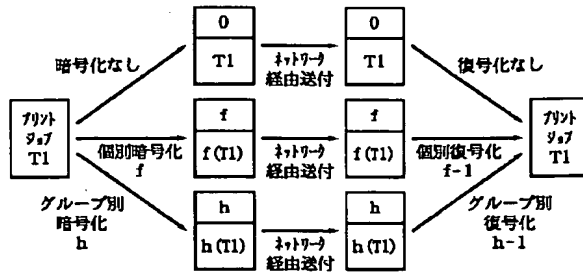 0
T1
ネットワーク
経由送付
0
T1
暗号化なし
復号化なし
プリント
ジョブ
T1
個別暗号化
f
f
f(T1)
ネットワーク
経由送付
f
f(T1)
個別復号化
f-1
プリント
ジョブ
T1
グループ別
暗号化
h
h
h(T1)
ネットワーク
経由送付
h
h(T1)
グループ別
復号化
h-1